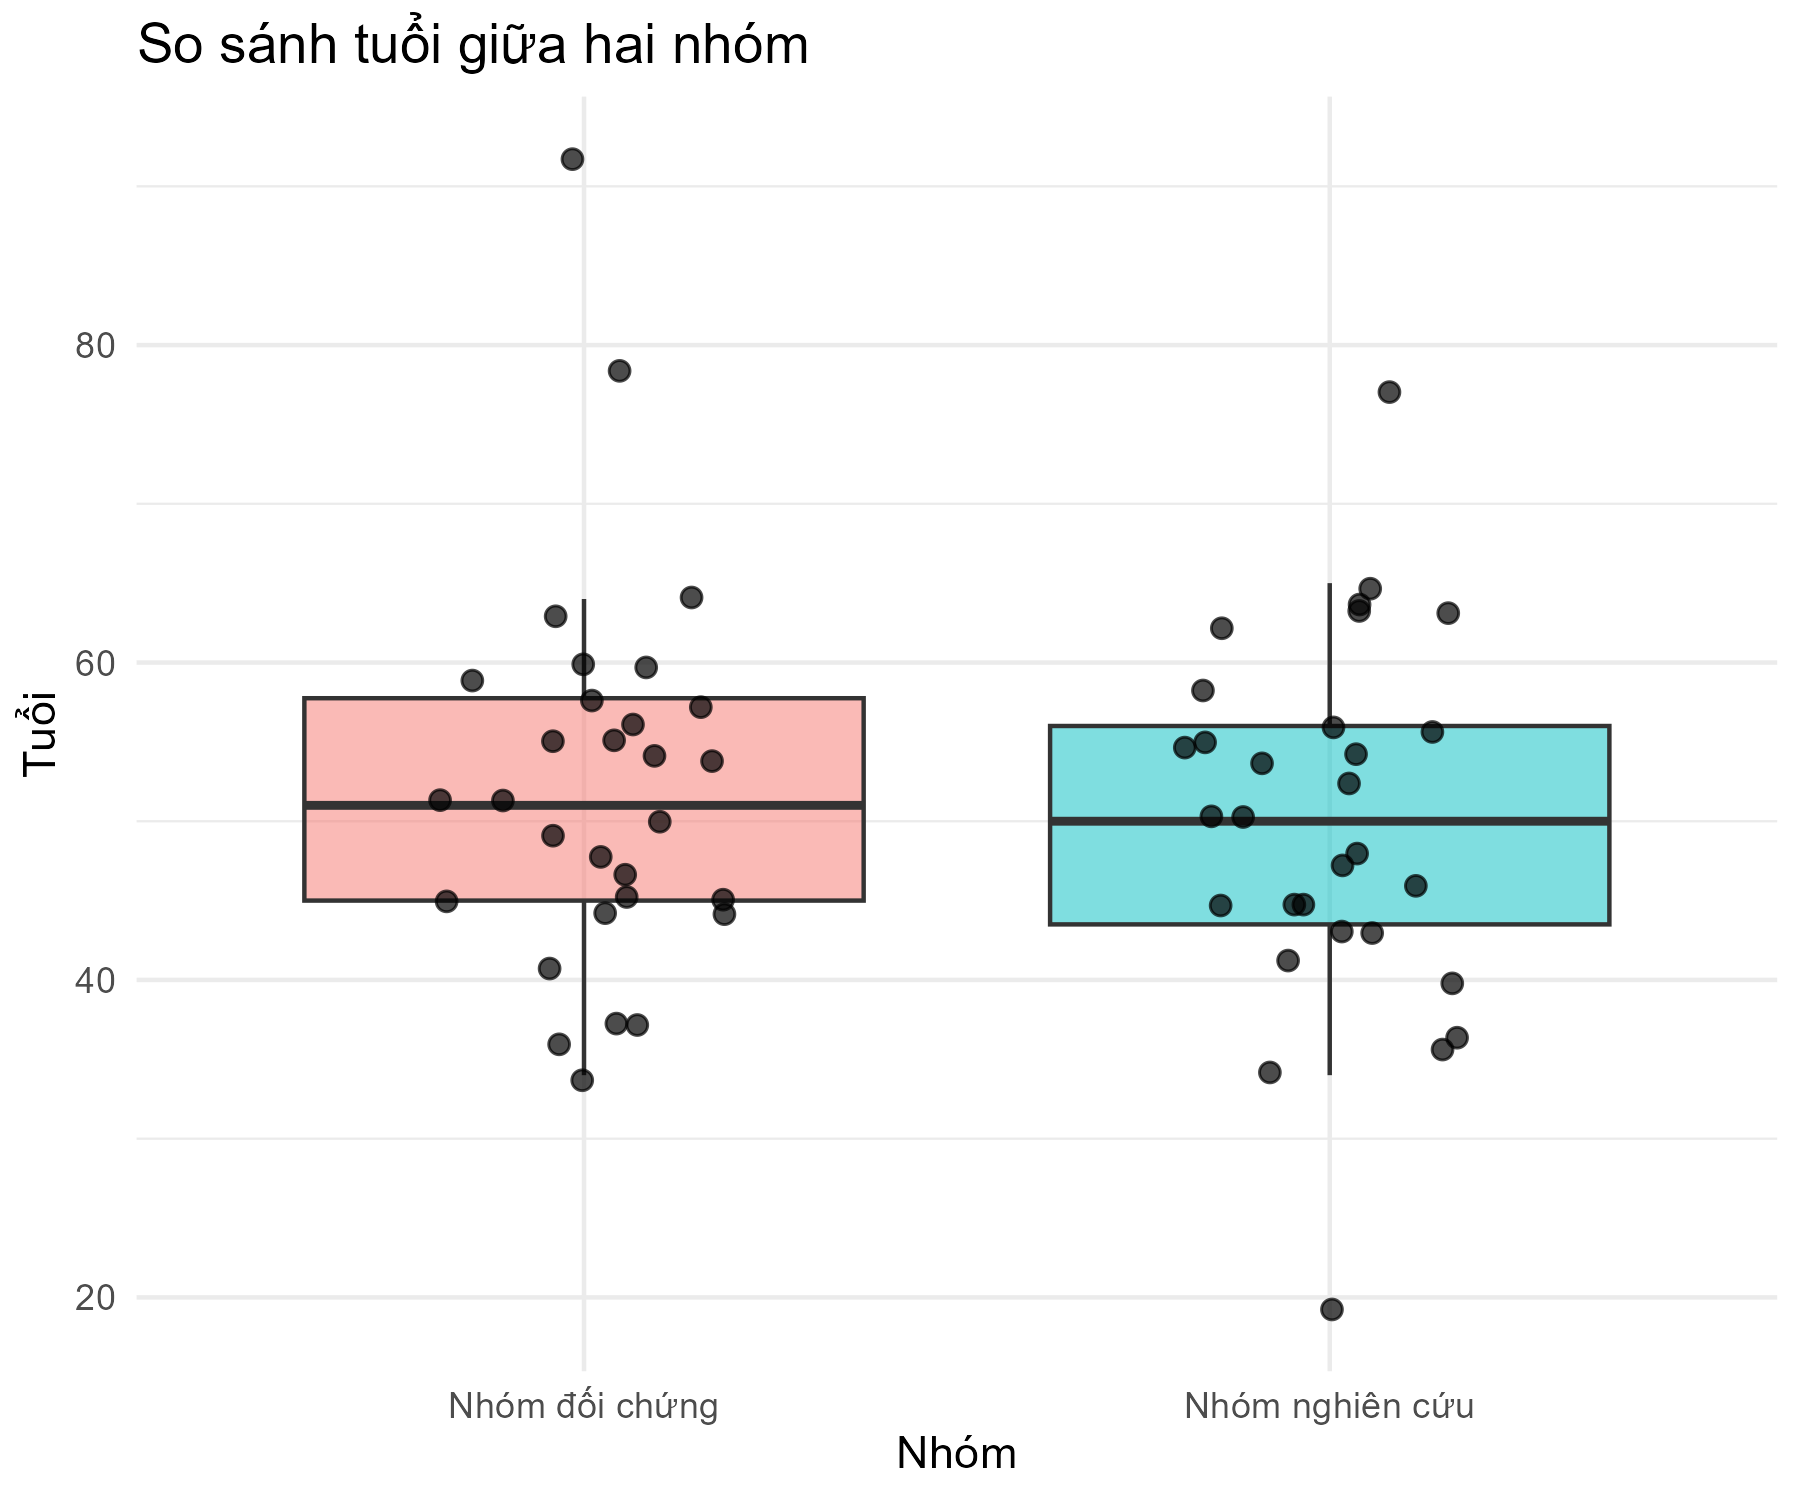 So sánh tuổi giữa hai nhóm
80
60
40
20
Tuổi
Nhóm đối chứng
Nhóm nghiên cứu
Nhóm